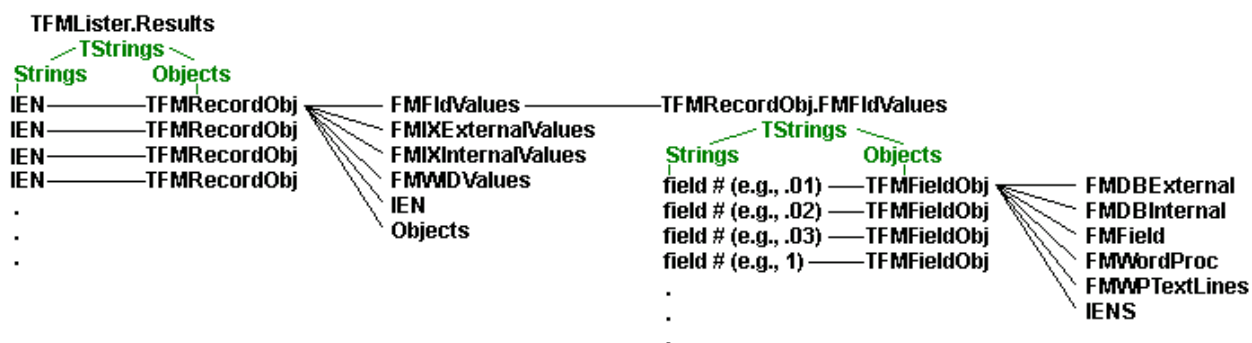 TFMLister.Results
TStrings
Strings Objects
IEN TFMRecordObj FMFldValues TFMRecordObj.FMFldValues
IEN TFMRecordObj FMIXExternalValues TStrings
IEN TFMRecordObj FMIXInternalValues Strings Objects
IEN TFMRecordObj FMWIDValues field # (e.g., .01) TFMFieldObj FMDBExternal
. IEN field # (e.g., .02) TFMFieldObj FMDBInternal
. Objects field # (e.g., .03) TFMFieldObj FMField
. field # (e.g., 1) TFMFieldObj FMWordProc
. FMWPTextLines
. IENS
.